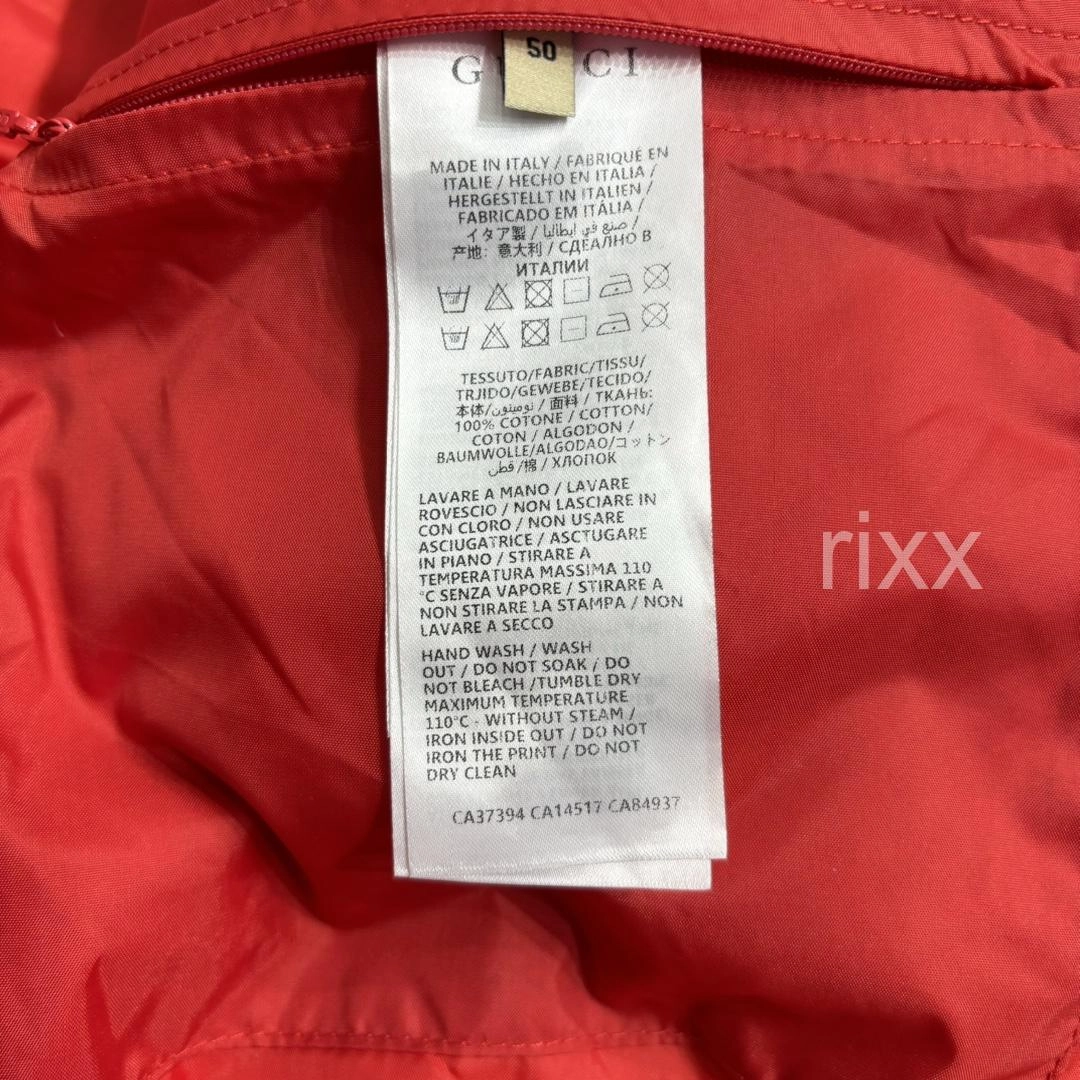 50
G CI
MADE IN ITALY / FABRIQUÉ EN
ITALIE / HECHO EN ITALIA /
HERGESTELLT IN ITALIEN /
FABRICADO EM ITÁLIA /
イタア製 / صنع في ايطاليا /
产地: 意大利 / СДЕАЛНО В
ИТАЛИИ
TESSUTO/FABRIC/TISSU/
TRJIDO/GEWEBE/TECIDO/
本体/نومينون / 面料 / ТКАНЬ:
100% COTONE / COTTON/
COTON / ALGODON /
BAUMWOLLE/ALGODAO/コットン
قطن /棉 / ХЛОПОК
LAVARE A MANO / LAVARE
ROVESCIO / NON LASCIARE IN
CON CLORO / NON USARE
ASCIUGATRICE / ASCTUGARE
IN PIANO / STIRARE A
TEMPERATURA MASSIMA 110
°C SENZA VAPORE / STIRARE A
NON STIRARE LA STAMPA / NON
LAVARE A SECCO
HAND WASH / WASH
OUT / DO NOT SOAK / DO
NOT BLEACH /TUMBLE DRY
MAXIMUM TEMPERATURE
110°C - WITHOUT STEAM /
IRON INSIDE OUT / DO NOT
IRON THE PRINT / DO NOT
DRY CLEAN
CA37394 CA14517 CA84937
rixx